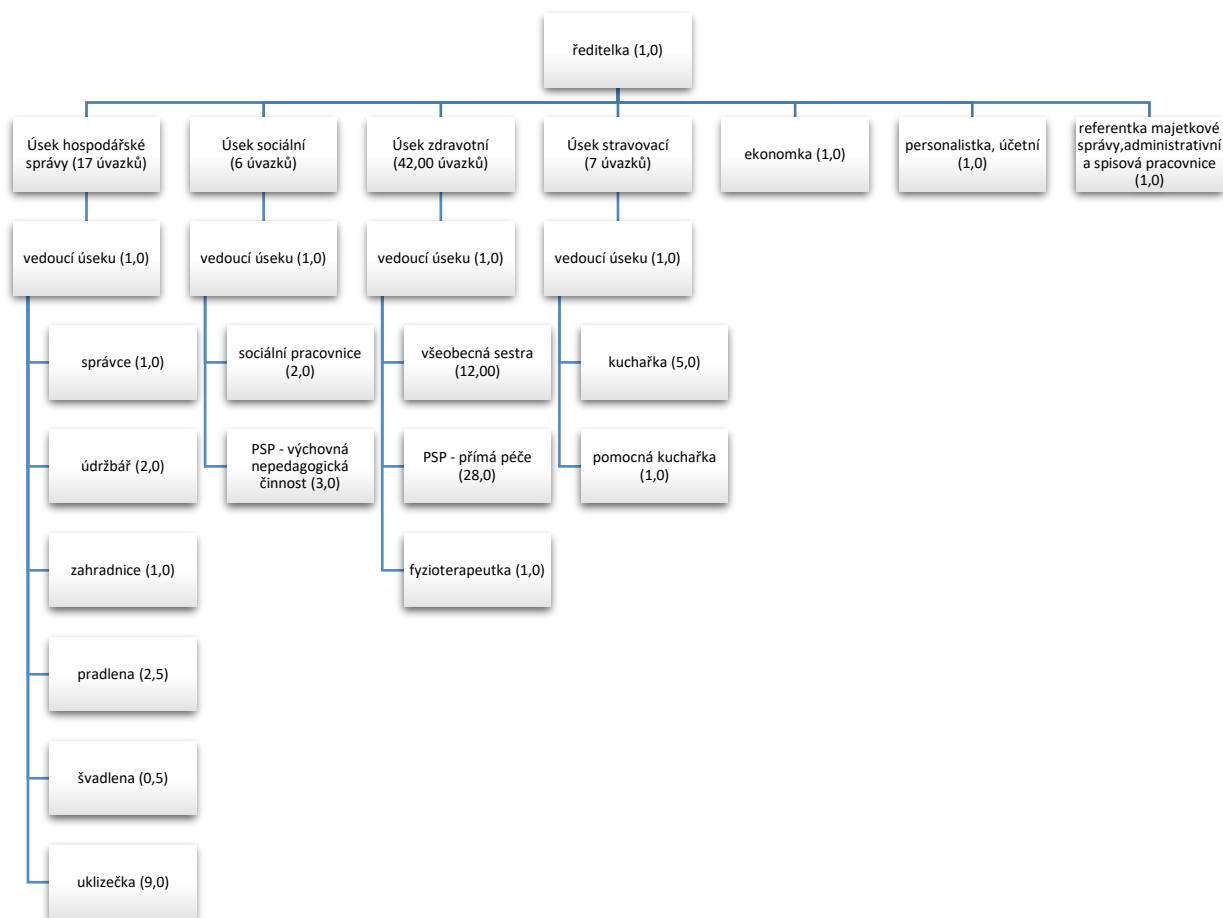 ředitelka (1,0)
Úsek hospodářské
správy (17 úvazků)
Úsek sociální
(6 úvazků)
Úsek zdravotní
(42,00 úvazků)
Úsek stravovací
(7 úvazků)
ekonomka (1,0)
personalistka, účetní
(1,0)
referentka majetkové
správy,administrativní
a spisová pracovnice
(1,0)
vedoucí úseku (1,0)
vedoucí úseku (1,0)
vedoucí úseku (1,0)
vedoucí úseku (1,0)
správce (1,0)
sociální pracovnice
(2,0)
všeobecná sestra
(12,00)
kuchařka (5,0)
údržbář (2,0)
PSP - výchovná
nepedagogická
činnost (3,0)
PSP - přímá péče
(28,0)
pomocná kuchařka
(1,0)
zahradnice (1,0)
fyzioterapeutka (1,0)
pradlena (2,5)
švadlena (0,5)
uklizečka (9,0)